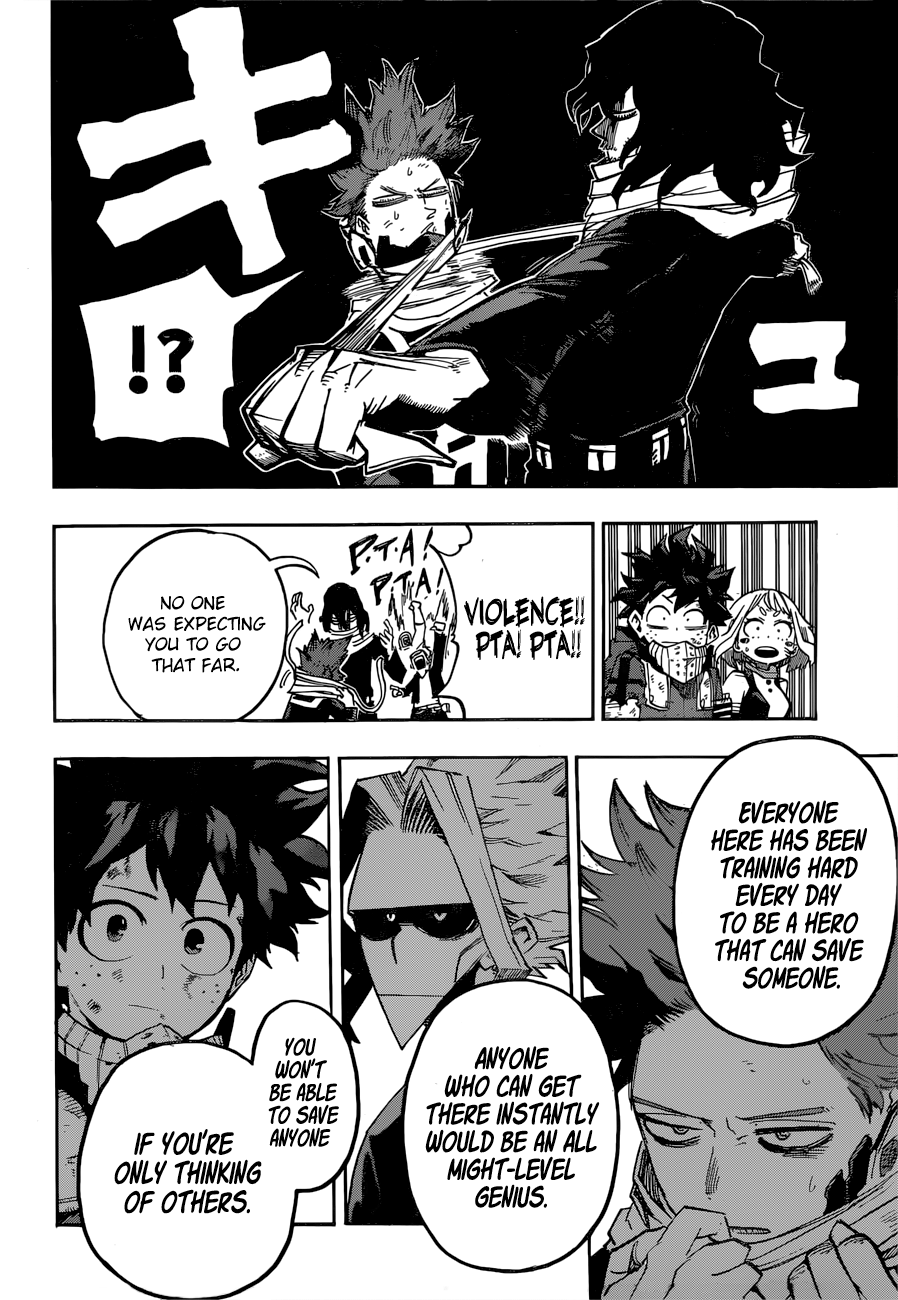 キ
ュ
!?
VIOLENCE!!
PTA! PTA!!
P.T.A!
P.T.A!
NO ONE
WAS EXPECTING
YOU TO GO
THAT FAR.
EVERYONE
HERE HAS BEEN
TRAINING HARD
EVERY DAY
TO BE A HERO
THAT CAN SAVE
SOMEONE.
ANYONE
WHO CAN GET
THERE INSTANTLY
WOULD BE AN ALL
MIGHT-LEVEL
GENIUS.
YOU
WON'T
BE ABLE
TO SAVE
ANYONE
IF YOU'RE
ONLY THINKING
OF OTHERS.